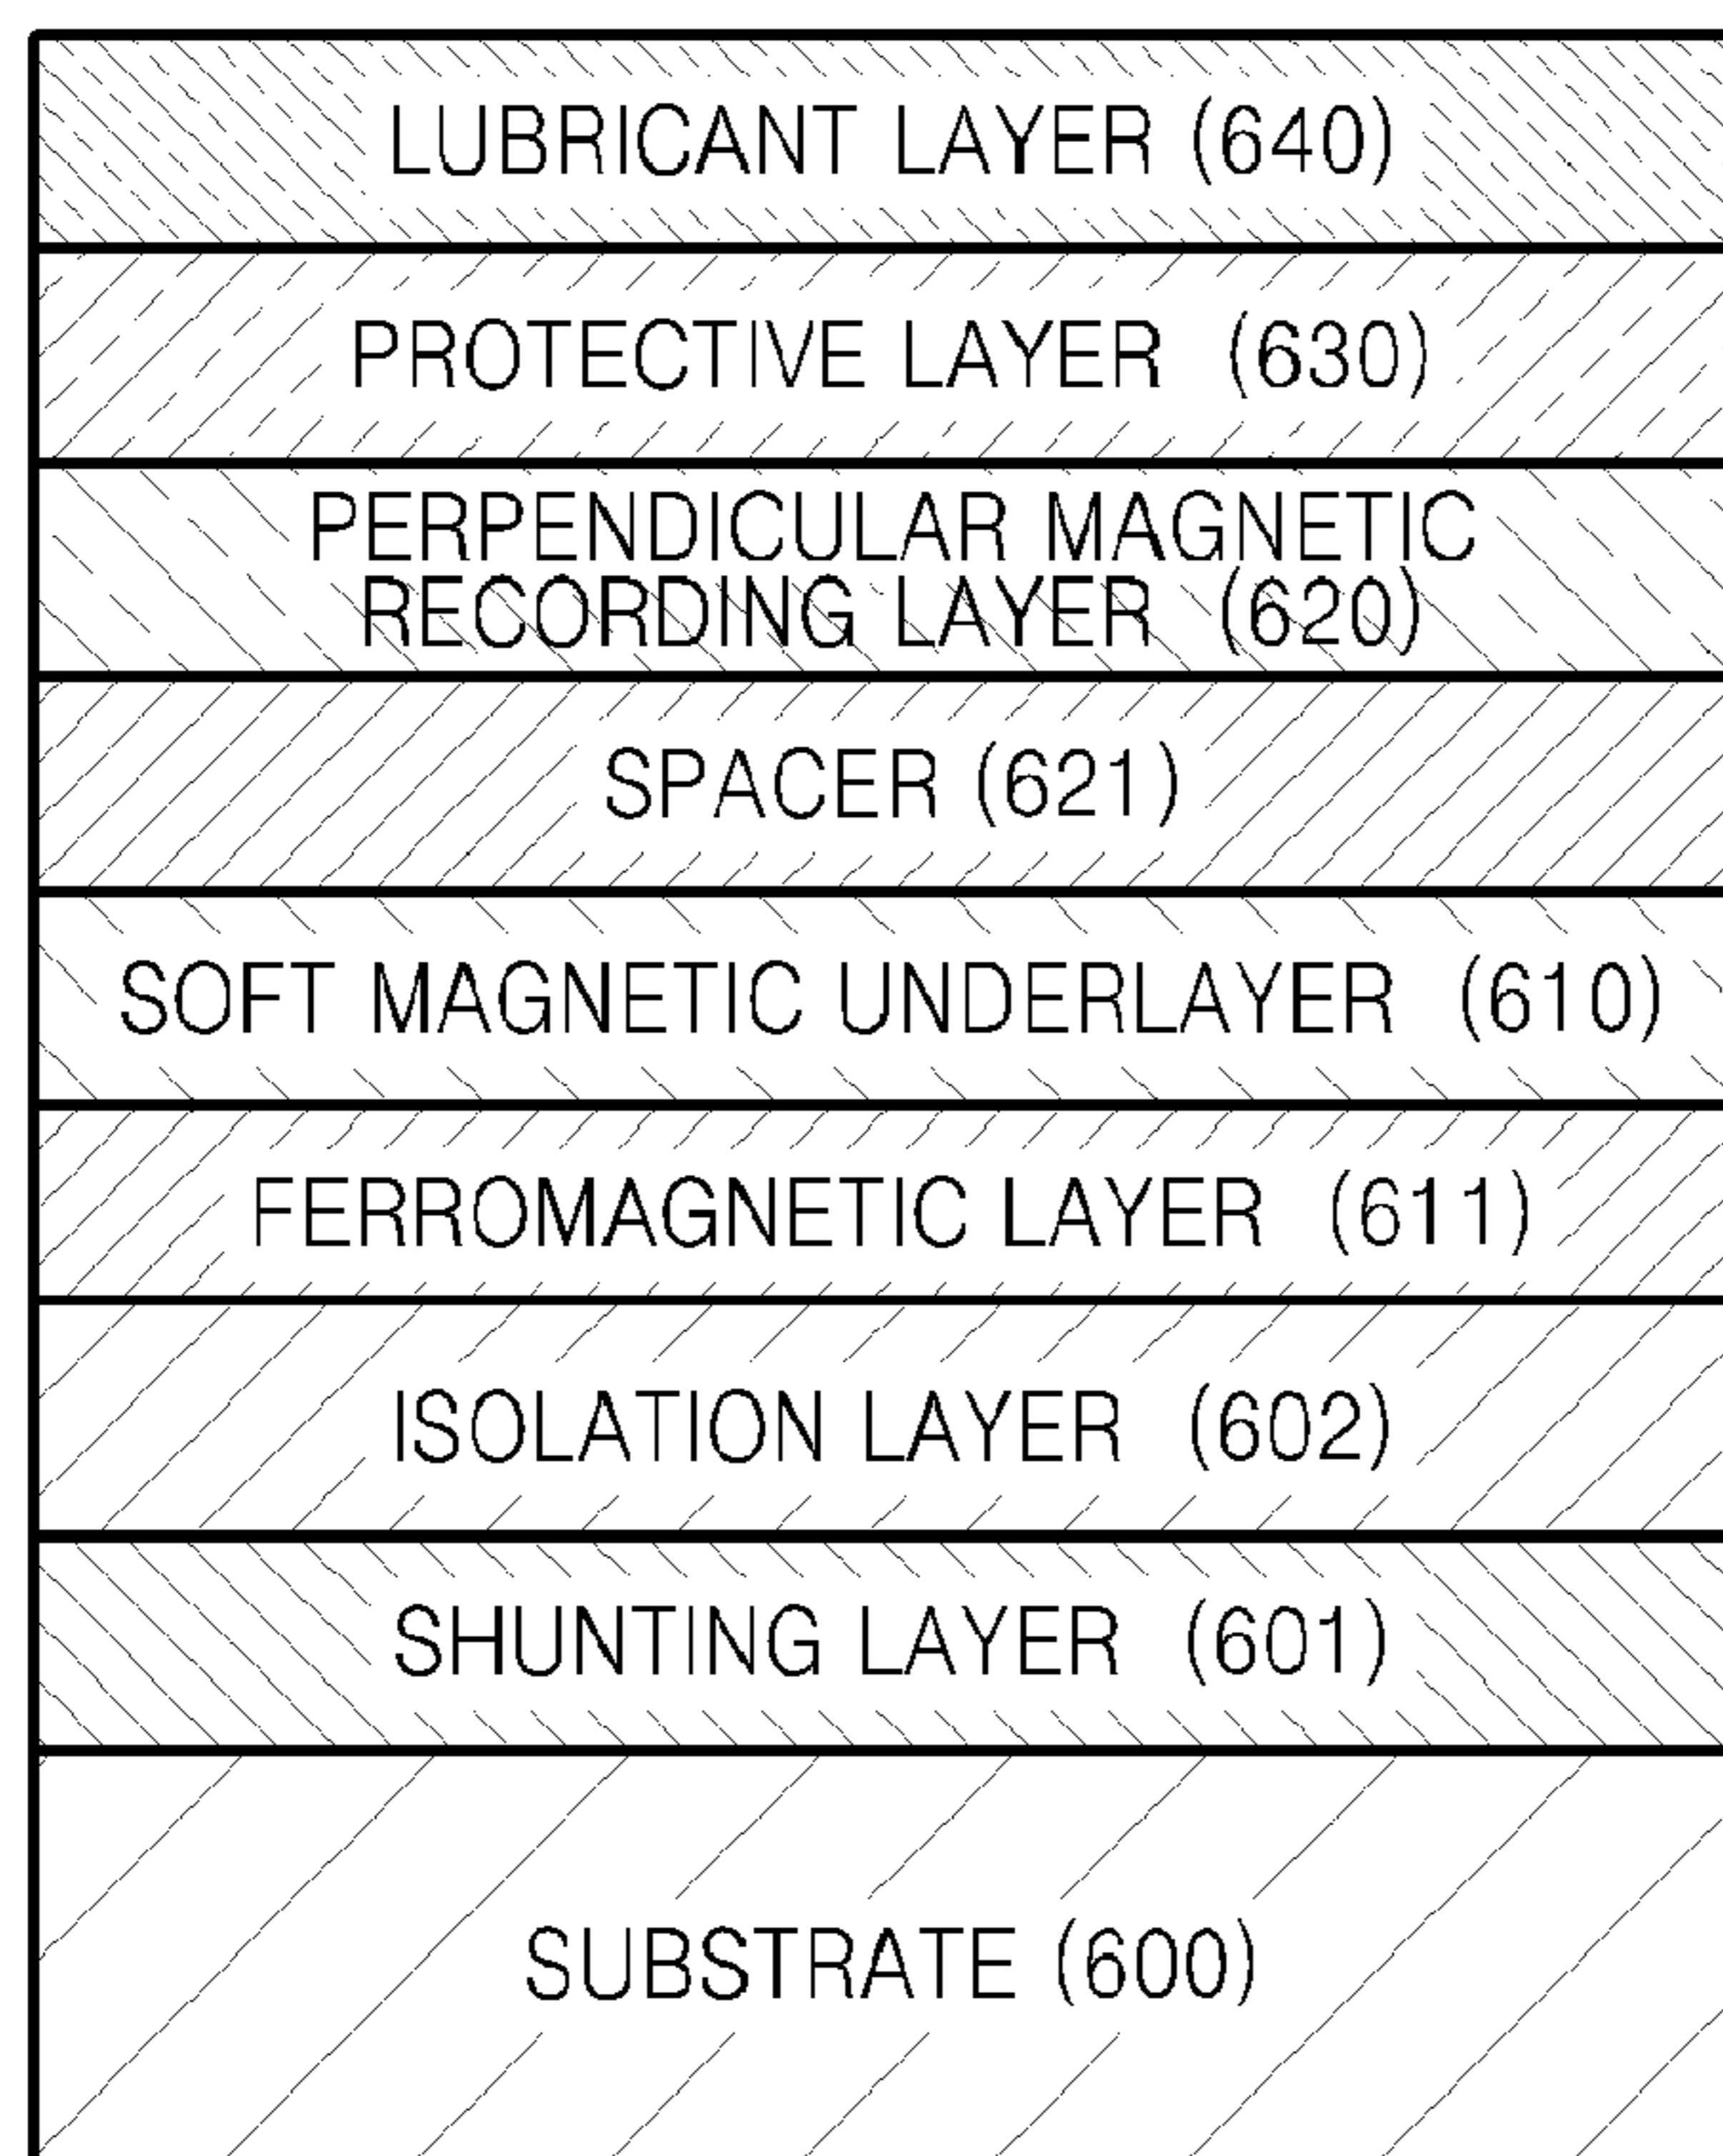 LUBRICANT LAYER (640)
PROTECTIVE LAYER (630)
PERPENDICULAR MAGNETIC
RECORDING LAYER (620)
SPACER (621)
SOFT MAGNETIC UNDERLAYER (610)
FERROMAGNETIC LAYER (611)
ISOLATION LAYER (602)
SHUNTING LAYER (601)
SUBSTRATE (600)